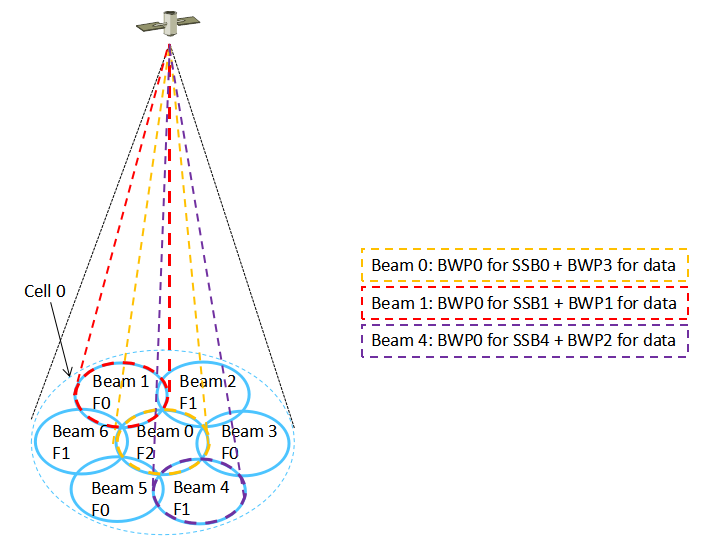 Cell 0
Beam 0: BWP0 for SSB0 + BWP3 for data
Beam 1: BWP0 for SSB1 + BWP1 for data
Beam 4: BWP0 for SSB4 + BWP2 for data
Beam 1
F0
Beam 2
F1
Beam 6
F1
Beam 0
F2
Beam 3
F0
Beam 5
F0
Beam 4
F1